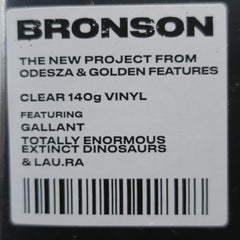 BRONSON
THE NEW PROJECT FROM
ODESZA & GOLDEN FEATURES
CLEAR 140g VINYL
FEATURING
GALLANT
TOTALLY ENORMOUS
EXTINCT DINOSAURS
& LAU.RA